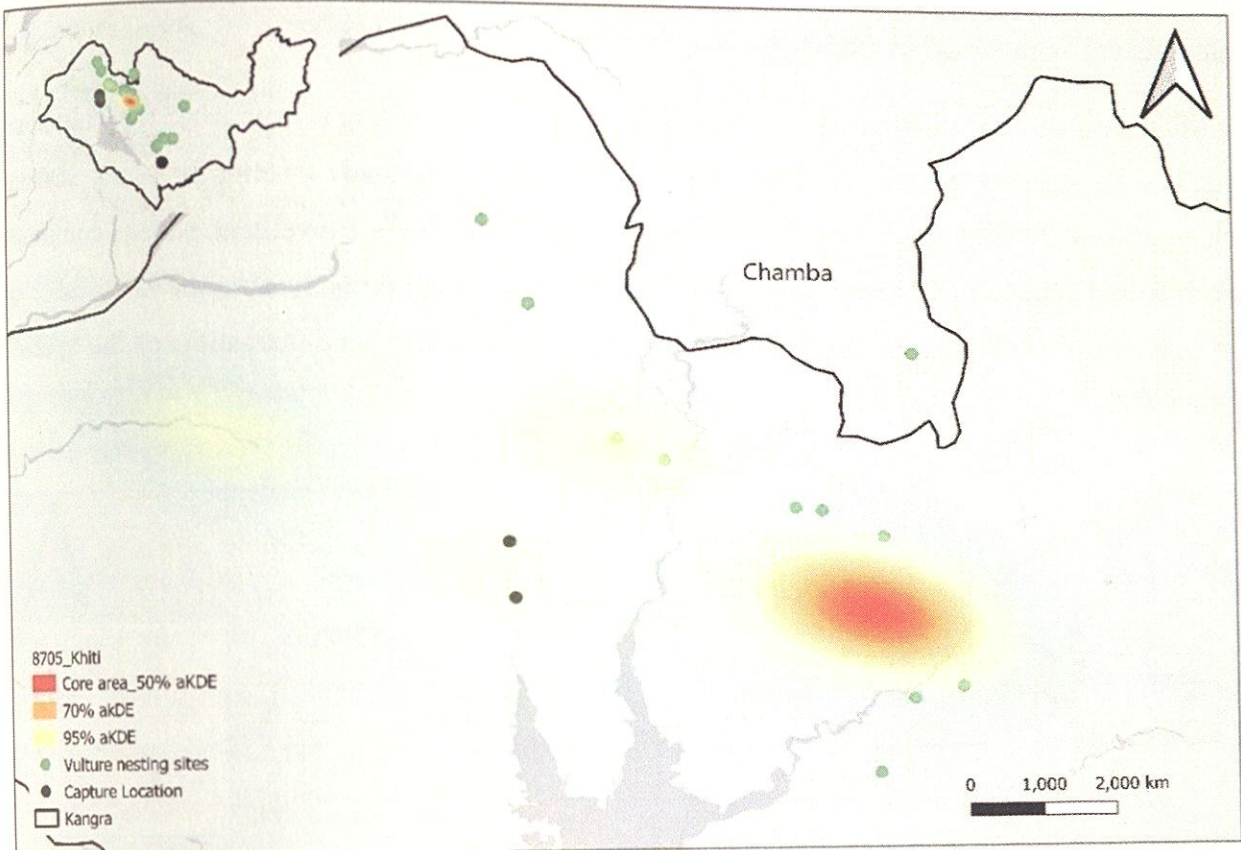 Chamba
8705_Khiti
Core area_50% aKDE
70% akDE
95% aKDE
Vulture nesting sites
Capture Location
Kangra
0 1,000 2,000 km